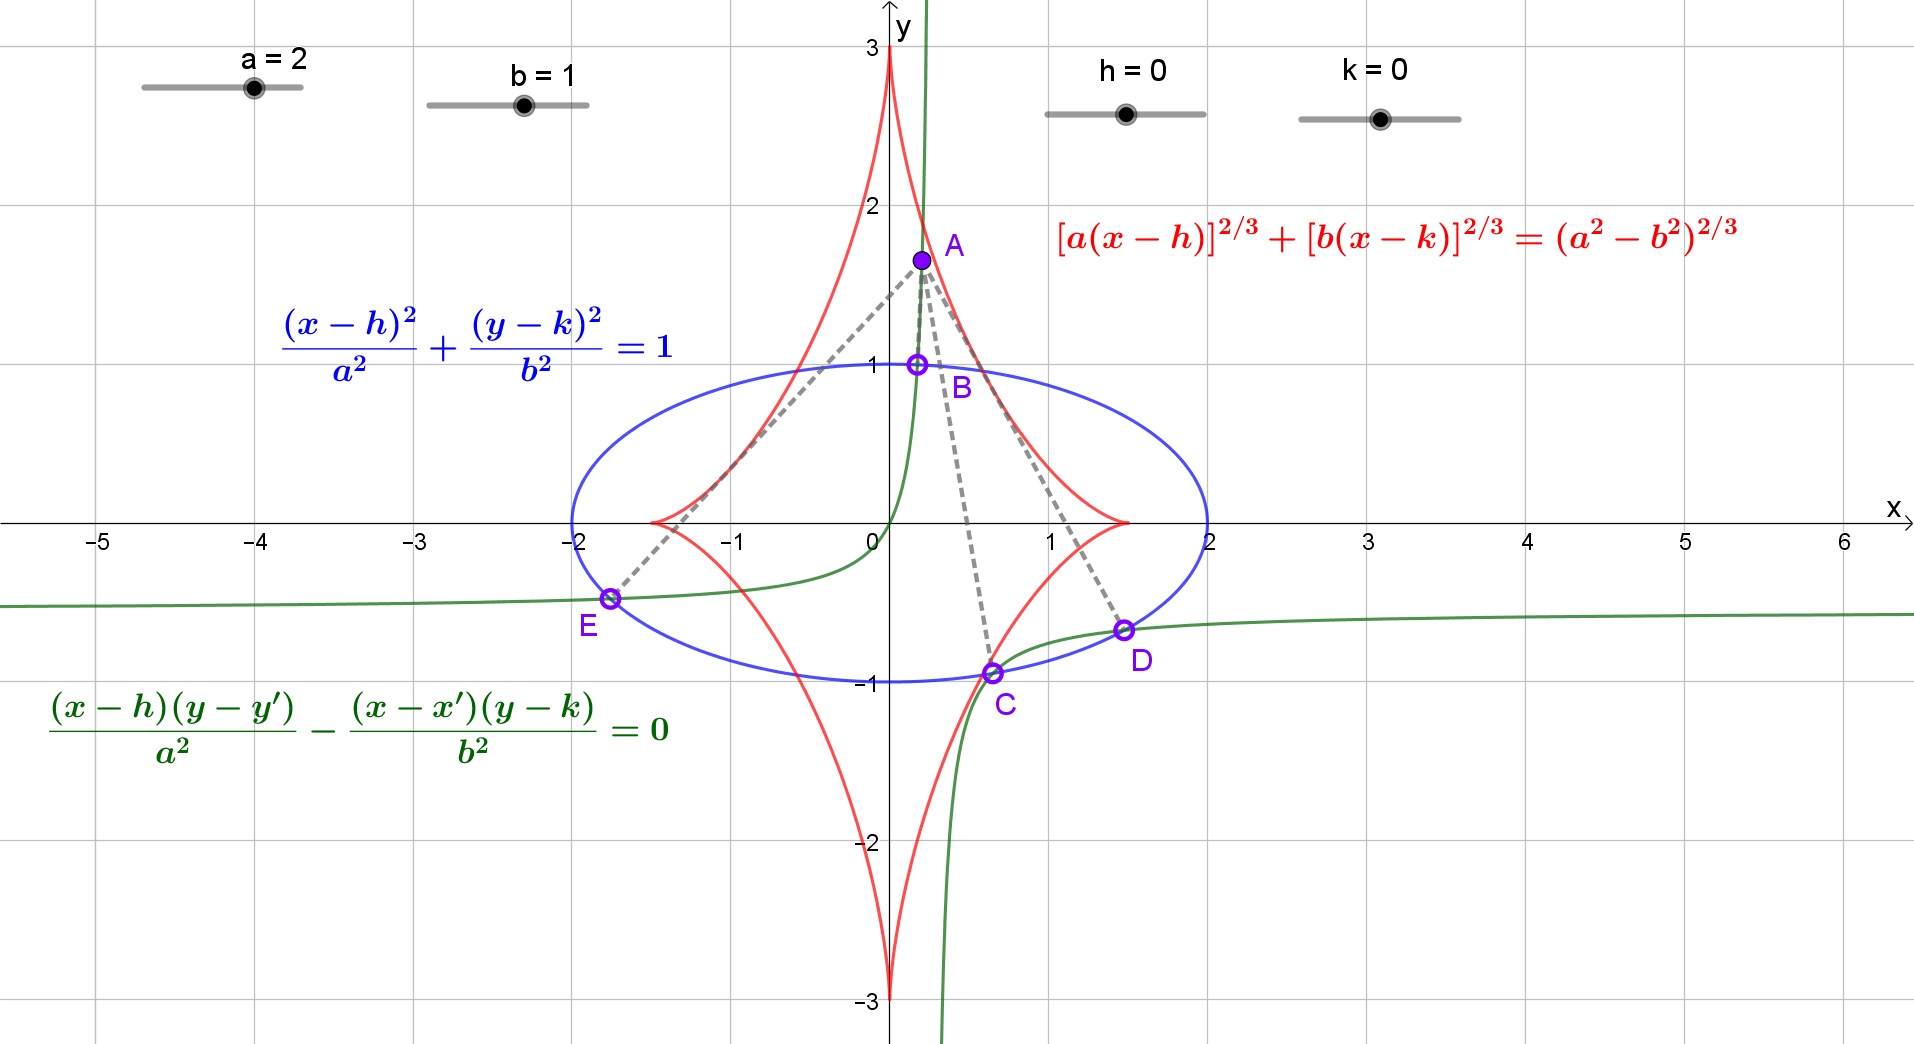 a = 2
b = 1
h = 0
k = 0
y
3
2
[a(x − h)]^{2/3} + [b(x − k)]^{2/3} = (a² − b²)^{2/3}
A
(x − h)²/a² + (y − k)²/b² = 1
1
B
x
−5 −4 −3 −2 −1 0 1 2 3 4 5 6
E
D
−1
C
(x − h)(y − y′)/a² − (x − x′)(y − k)/b² = 0
−2
−3